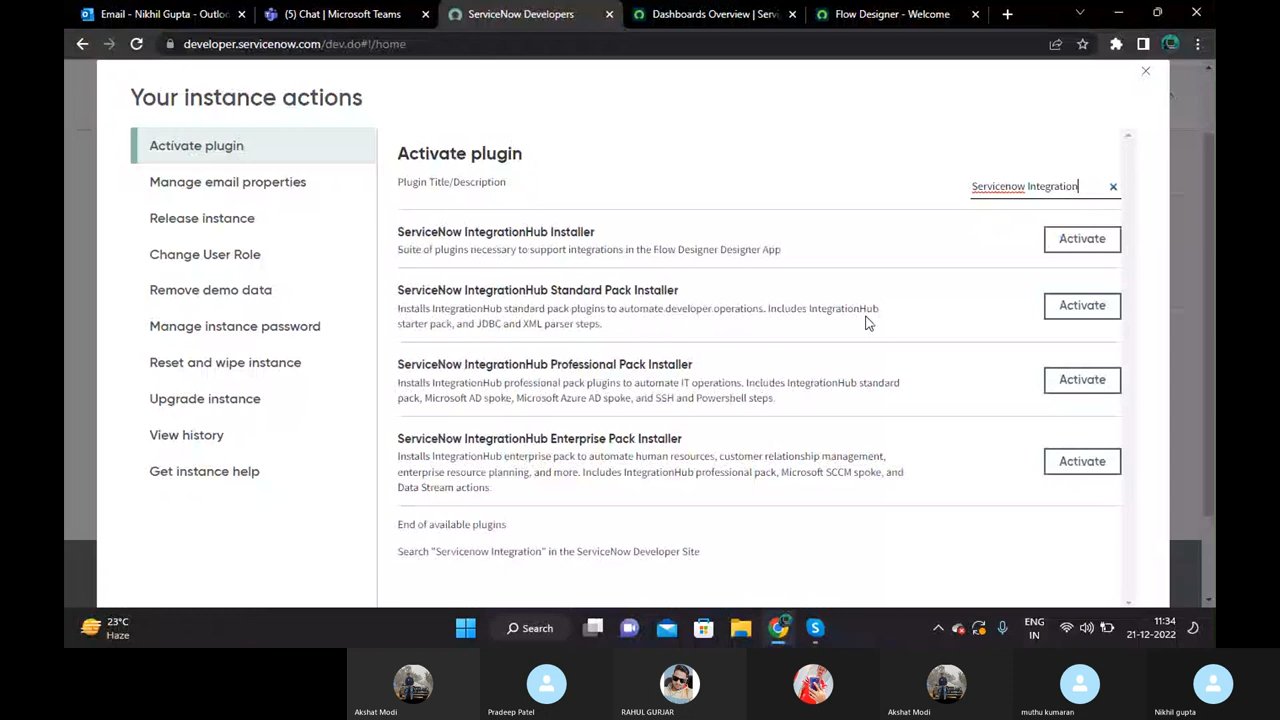 Email - Nikhil Gupta - Outloo
(5) Chat | Microsoft Teams
ServiceNow Developers
Dashboards Overview | Servi
Flow Designer - Welcome
developer.servicenow.com/dev.do#!/home
Your instance actions
Activate plugin
Manage email properties
Release instance
Change User Role
Remove demo data
Manage instance password
Reset and wipe instance
Upgrade instance
View history
Get instance help
Activate plugin
Plugin Title/Description
Servicenow Integration
ServiceNow IntegrationHub Installer
Suite of plugins necessary to support integrations in the Flow Designer Designer App
Activate
ServiceNow IntegrationHub Standard Pack Installer
Installs IntegrationHub standard pack plugins to automate developer operations. Includes IntegrationHub
starter pack, and JDBC and XML parser steps.
Activate
ServiceNow IntegrationHub Professional Pack Installer
Installs IntegrationHub professional pack plugins to automate IT operations. Includes IntegrationHub standard
pack, Microsoft AD spoke, Microsoft Azure AD spoke, and SSH and Powershell steps.
Activate
ServiceNow IntegrationHub Enterprise Pack Installer
Installs IntegrationHub enterprise pack to automate human resources, customer relationship management,
enterprise resource planning, and more. Includes IntegrationHub professional pack, Microsoft SCCM spoke, and
Data Stream actions.
Activate
End of available plugins
Search "Servicenow Integration" in the ServiceNow Developer Site
23°C
Haze
Search
ENG
IN
11:34
21-12-2022
Akshat Modi
Pradeep Patel
RAHUL GURJAR
Akshat Modi
muthu kumaran
Nikhil gupta